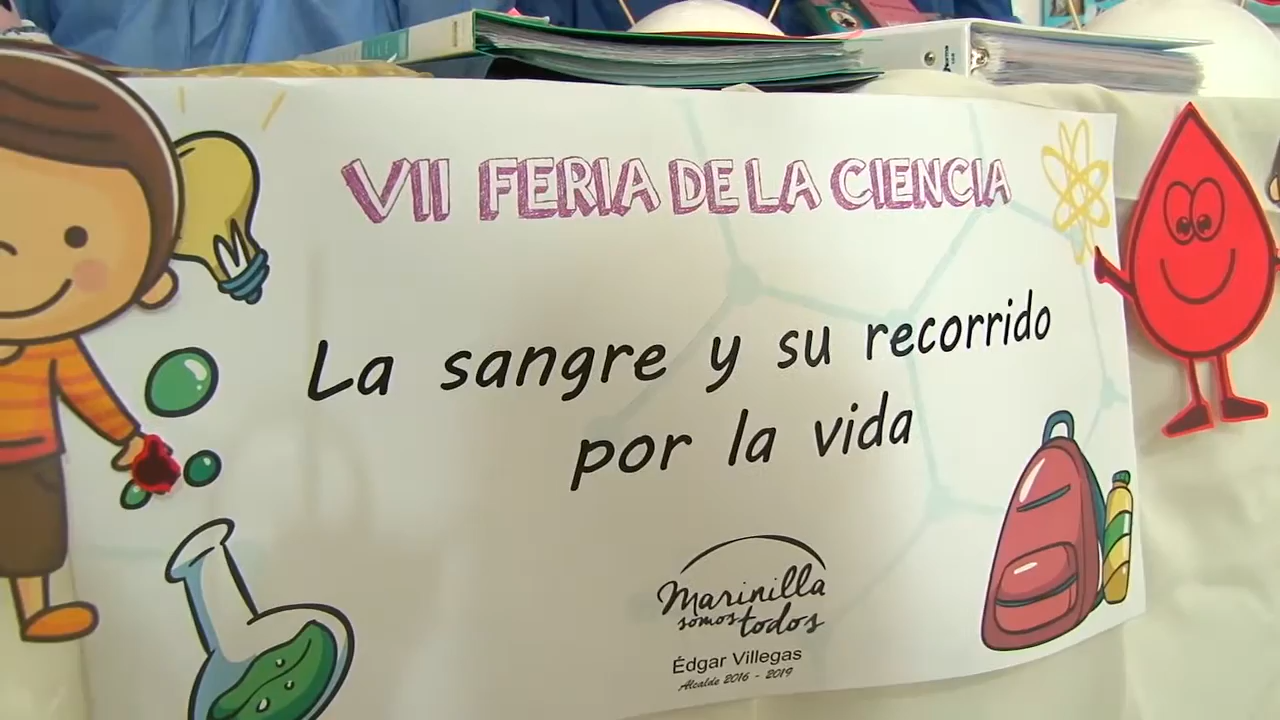 VII FERIA DE LA CIENCIA
La sangre y su recorrido
por la vida
Marinilla
somos todos
Édgar Villegas
Alcalde 2016 - 2019